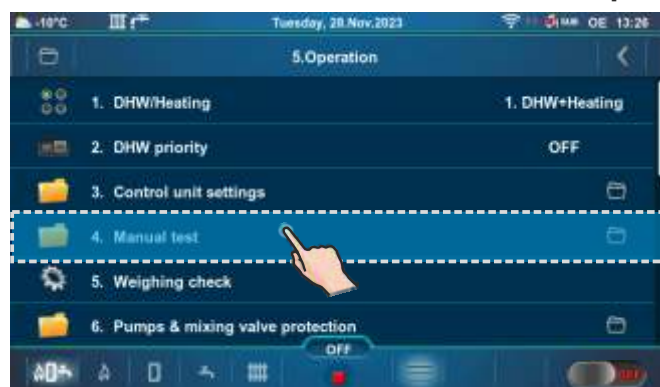 -10°C Tuesday, 28.Nov.2023 OE 13:26
5.Operation
1. DHW/Heating 1. DHW+Heating
2. DHW priority OFF
3. Control unit settings
4. Manual test
5. Weighing check
6. Pumps & mixing valve protection
OFF
OFF